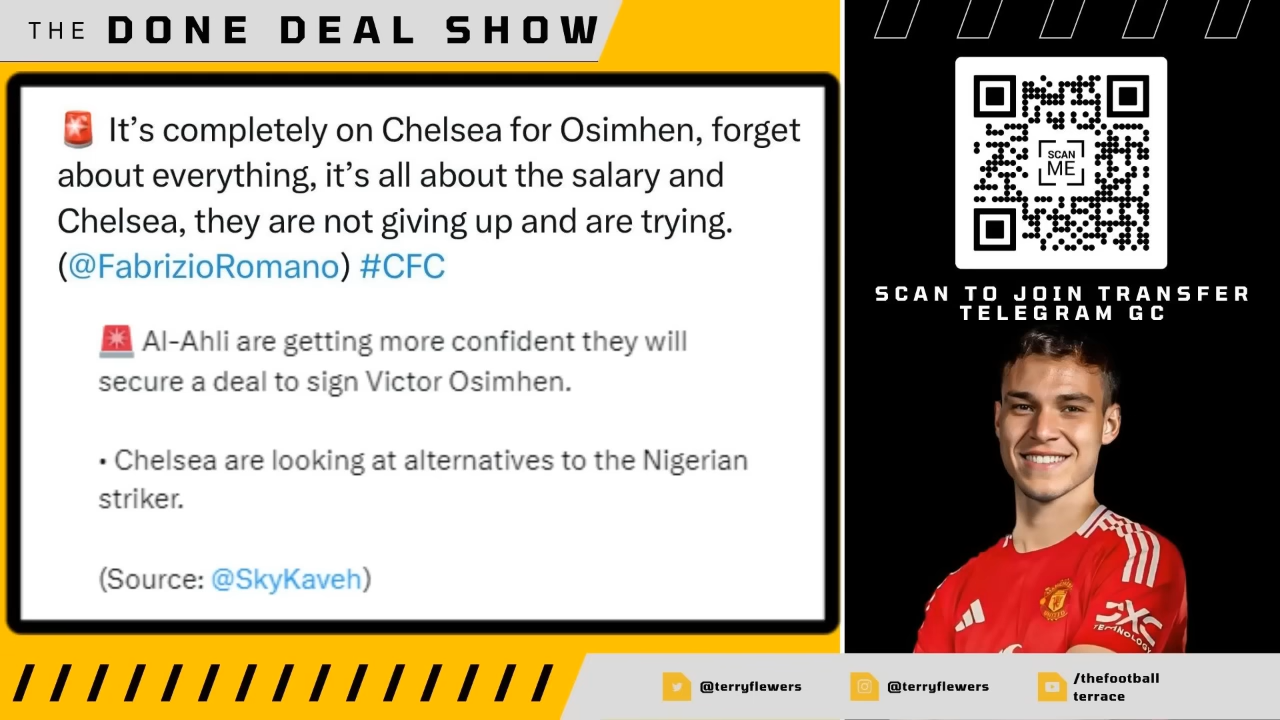 THE DONE DEAL SHOW
🚨 It’s completely on Chelsea for Osimhen, forget
about everything, it’s all about the salary and
Chelsea, they are not giving up and are trying.
(@FabrizioRomano) #CFC
🚨 Al-Ahli are getting more confident they will
secure a deal to sign Victor Osimhen.
• Chelsea are looking at alternatives to the Nigerian
striker.
(Source: @SkyKaveh)
SCAN
ME
SCAN TO JOIN TRANSFER
TELEGRAM GC
DXC
TECHNOLOGY
@terryflewers
@terryflewers
/thefootball
terrace